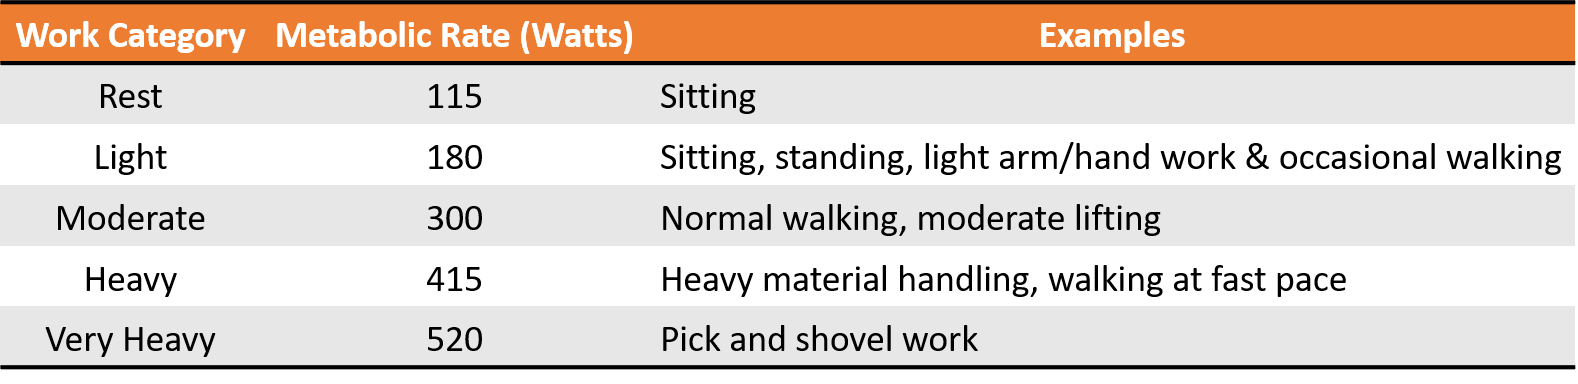 Work Category Metabolic Rate (Watts) Examples
Rest 115 Sitting
Light 180 Sitting, standing, light arm/hand work & occasional walking
Moderate 300 Normal walking, moderate lifting
Heavy 415 Heavy material handling, walking at fast pace
Very Heavy 520 Pick and shovel work